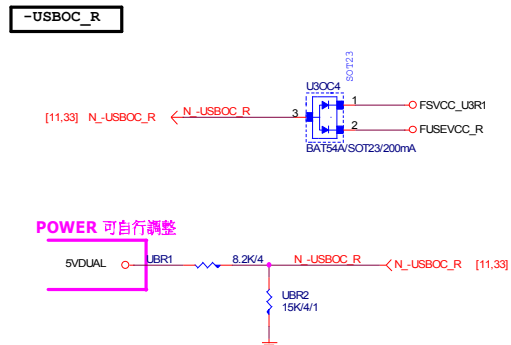 -USBOC_R
SOT23
U3OC4
[11,33] N_-USBOC_R N_-USBOC_R 3 1 FSVCC_U3R1
2 FUSEVCC_R
BAT54A/SOT23/200mA
POWER 可自行調整
5VDUAL UBR1 8.2K/4 N_-USBOC_R N_-USBOC_R [11,33]
UBR2
15K/4/1